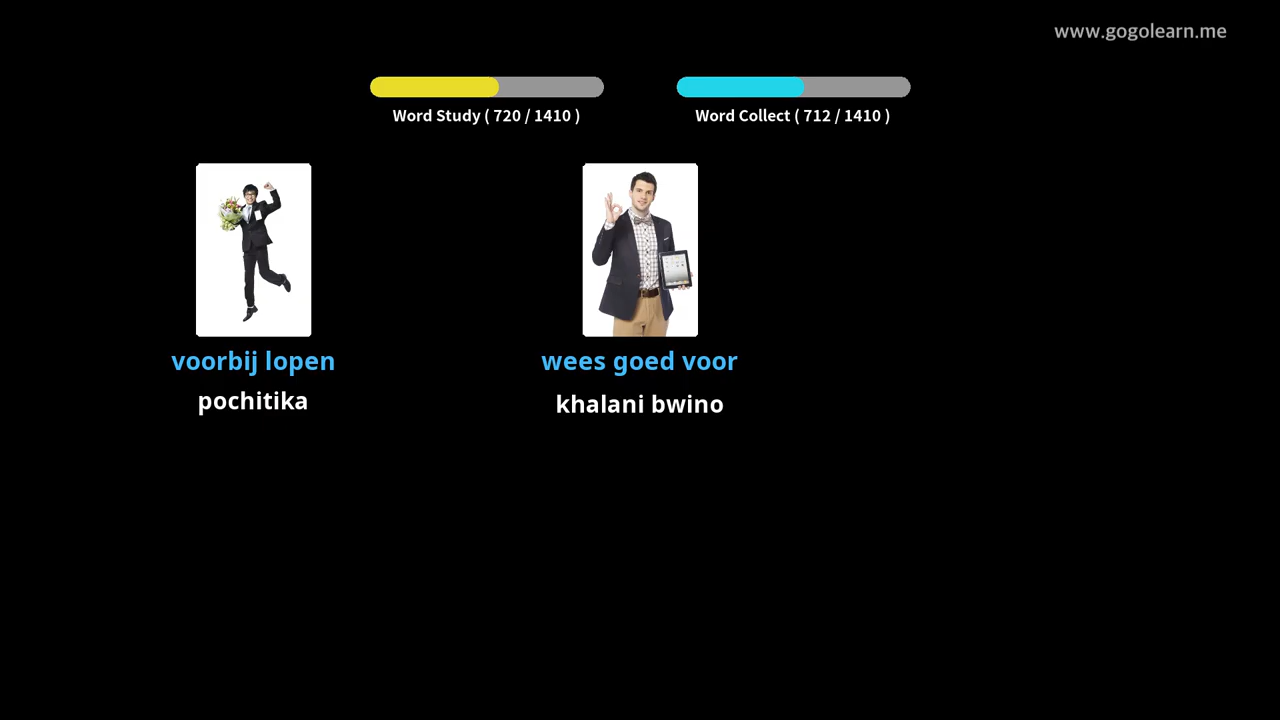 www.gogolearn.me
Word Study ( 720 / 1410 )
Word Collect ( 712 / 1410 )
voorbij lopen
pochitika
wees goed voor
khalani bwino